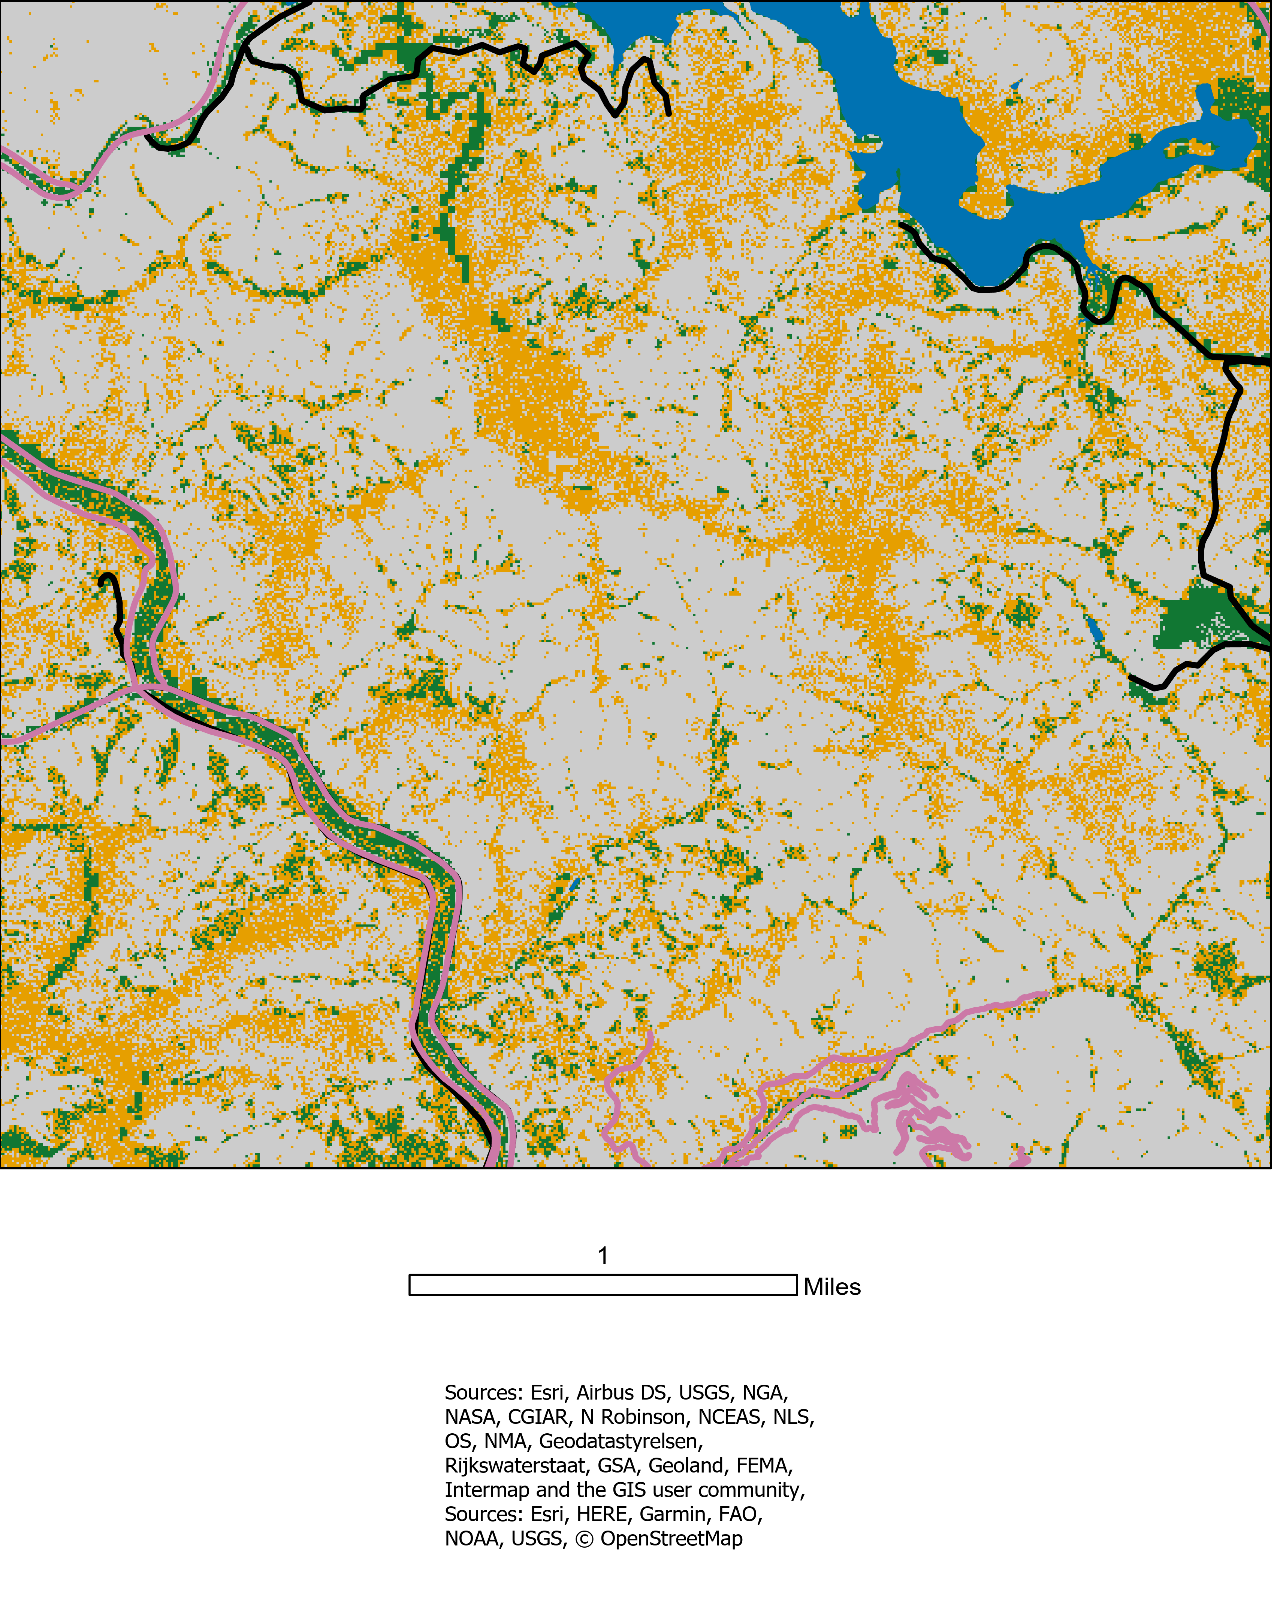 1
Miles
Sources: Esri, Airbus DS, USGS, NGA,
NASA, CGIAR, N Robinson, NCEAS, NLS,
OS, NMA, Geodatastyrelsen,
Rijkswaterstaat, GSA, Geoland, FEMA,
Intermap and the GIS user community,
Sources: Esri, HERE, Garmin, FAO,
NOAA, USGS, © OpenStreetMap